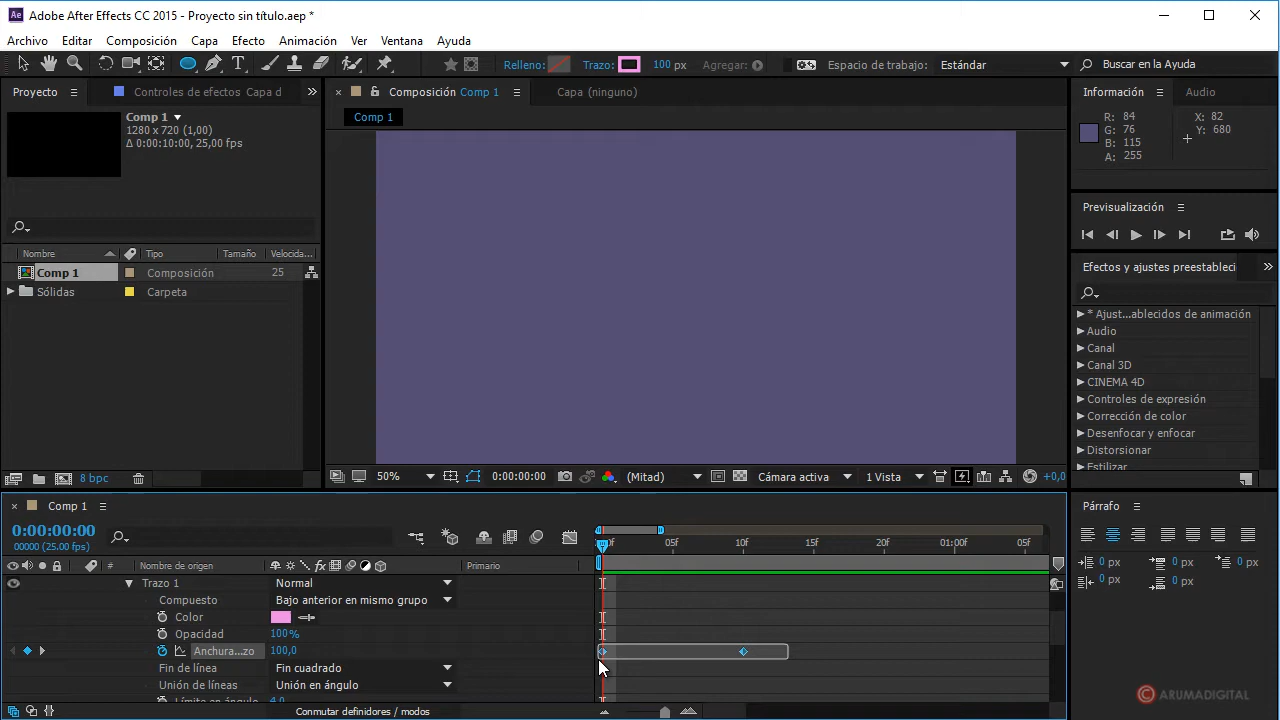 Adobe After Effects CC 2015 - Proyecto sin título.aep *
Archivo Editar Composición Capa Efecto Animación Ver Ventana Ayuda
Relleno: Trazo: 100 px Agregar: Espacio de trabajo: Estándar Buscar en la Ayuda
Proyecto Controles de efectos Capa d
Composición Comp 1 Capa (ninguno)
Información Audio
Comp 1
Comp 1
1280 x 720 (1,00)
Δ 0:00:10:00, 25,00 fps
R: 84
G: 76
B: 115
A: 255
X: 82
Y: 680
Previsualización
Efectos y ajustes preestableci
Nombre Tipo Tamaño Velocida...
Comp 1 Composición 25
Sólidas Carpeta
* Ajust...ablecidos de animación
Audio
Canal
Canal 3D
CINEMA 4D
Controles de expresión
Corrección de color
Desenfocar y enfocar
Distorsionar
Estilizar
8 bpc
50% 0:00:00:00 (Mitad) Cámara activa 1 Vista +0,0
Comp 1
Párrafo
0:00:00:00
00000 (25.00 fps)
05f 10f 15f 20f 01:00f 05f
# Nombre de origen Primario
0 px 0 px 0 px
0 px 0 px
Trazo 1 Normal
Compuesto Bajo anterior en mismo grupo
Color
Opacidad 100%
Anchura...zo 100,0
Fin de línea Fin cuadrado
Unión de líneas Unión en ángulo
Límite en ángulo 4,0
Conmutar definidores / modos
© ARUMADIGITAL